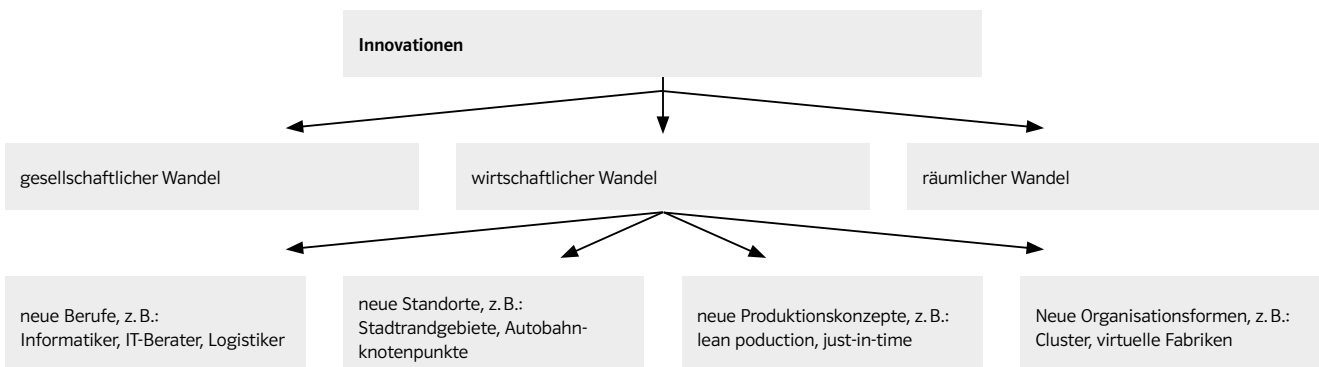 Innovationen
gesellschaftlicher Wandel
wirtschaftlicher Wandel
räumlicher Wandel
neue Berufe, z. B.:
Informatiker, IT-Berater, Logistiker
neue Standorte, z. B.:
Stadtrandgebiete, Autobahn-
knotenpunkte
neue Produktionskonzepte, z. B.:
lean poduction, just-in-time
Neue Organisationsformen, z. B.:
Cluster, virtuelle Fabriken